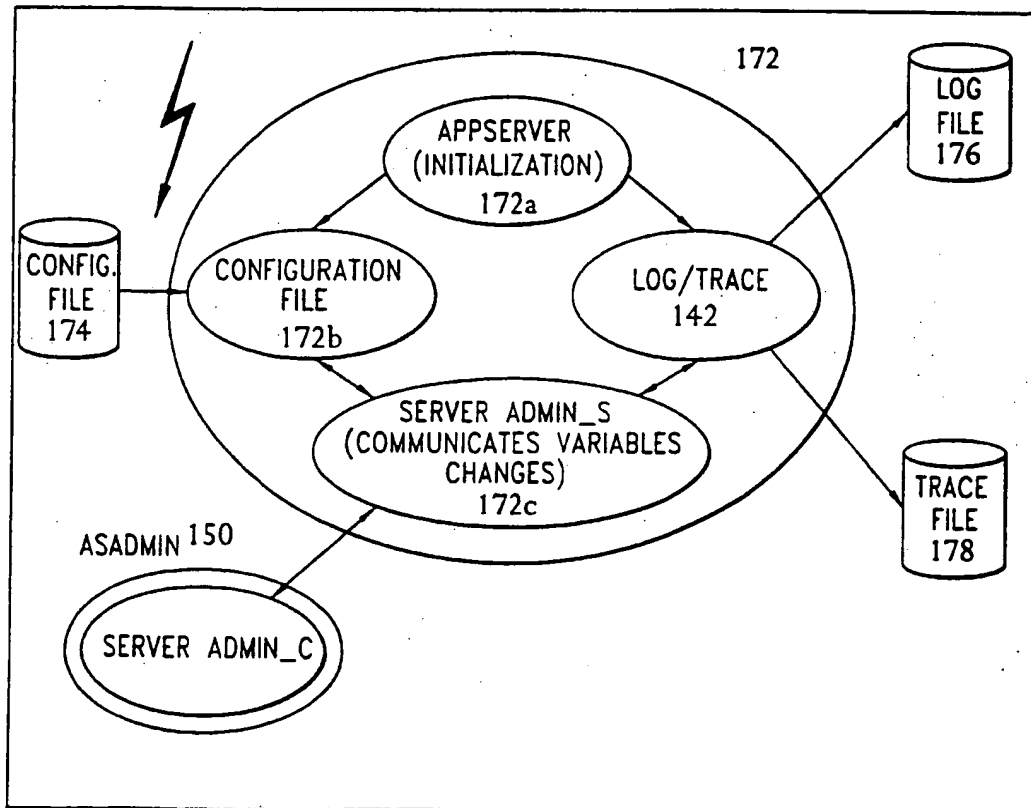 172
LOG
FILE
176
APPSERVER
(INITIALIZATION)
172a
CONFIG.
FILE
174
CONFIGURATION
FILE
172b
LOG/TRACE
142
SERVER ADMIN_S
(COMMUNICATES VARIABLES
CHANGES)
172c
TRACE
FILE
178
ASADMIN 150
SERVER ADMIN_C